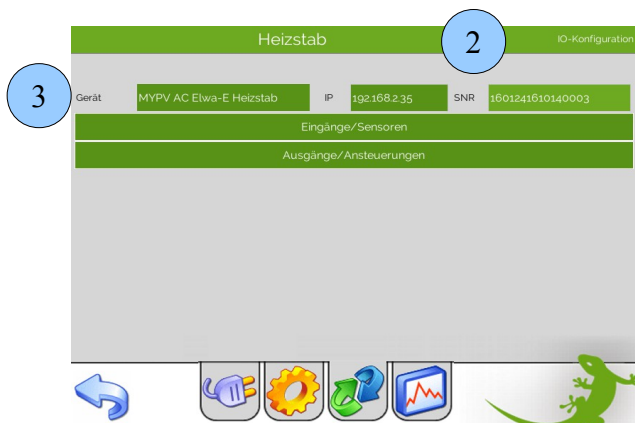 Heizstab 2 IO-Konfiguration
3 Gerät MYPV AC Elwa-E Heizstab IP 192.168.2.35 SNR 1601241610140003
Eingänge/Sensoren
Ausgänge/Ansteuerungen